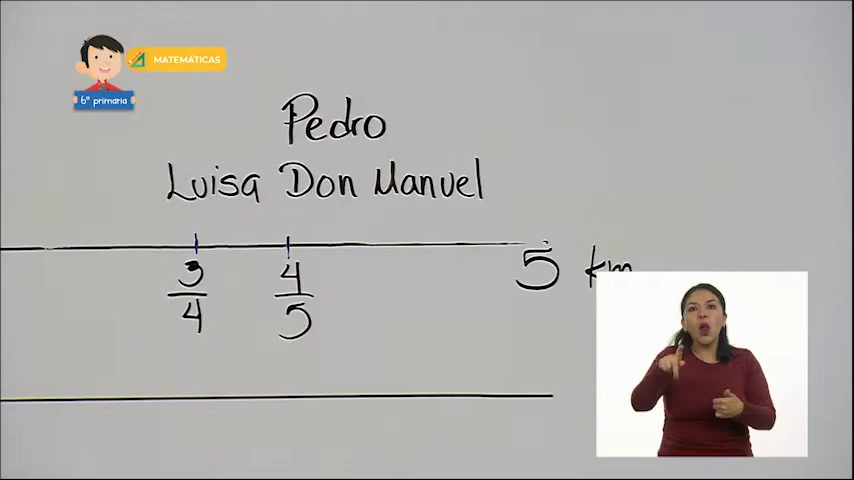 MATEMÁTICAS
6° primaria
Pedro
Luisa Don Manuel
3/4 4/5 5 km